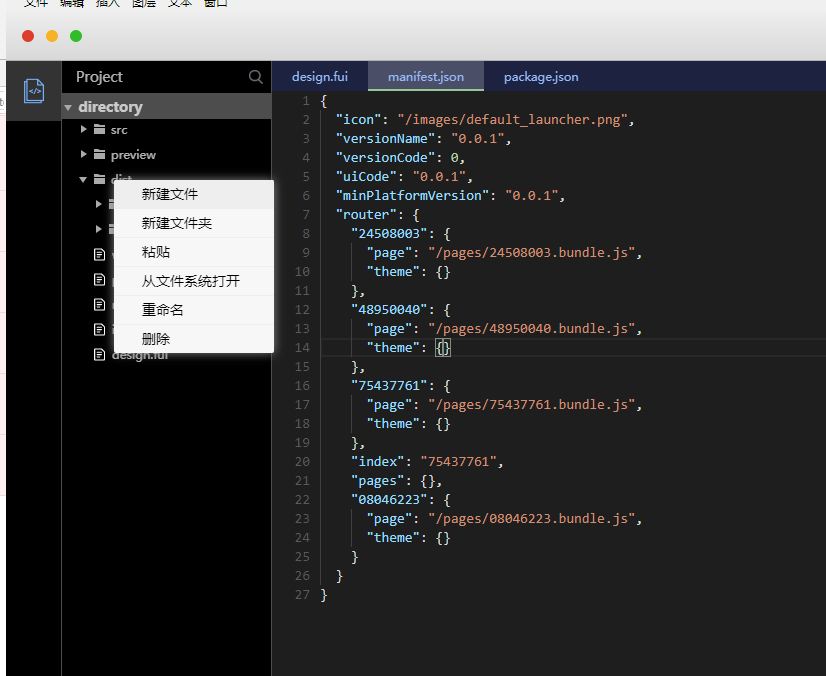 文件 编辑 插入 图层 文本 窗口
Project
directory
src
preview
dist
新建文件
新建文件夹
粘贴
从文件系统打开
重命名
删除
design.fui
design.fui manifest.json package.json
1 {
2 "icon": "/images/default_launcher.png",
3 "versionName": "0.0.1",
4 "versionCode": 0,
5 "uiCode": "0.0.1",
6 "minPlatformVersion": "0.0.1",
7 "router": {
8 "24508003": {
9 "page": "/pages/24508003.bundle.js",
10 "theme": {}
11 },
12 "48950040": {
13 "page": "/pages/48950040.bundle.js",
14 "theme": {}
15 },
16 "75437761": {
17 "page": "/pages/75437761.bundle.js",
18 "theme": {}
19 },
20 "index": "75437761",
21 "pages": {},
22 "08046223": {
23 "page": "/pages/08046223.bundle.js",
24 "theme": {}
25 }
26 }
27 }